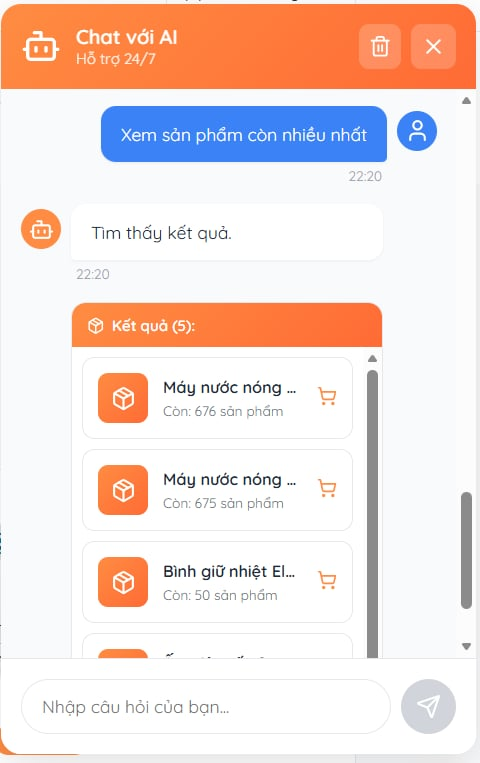 Chat với AI
Hỗ trợ 24/7
Xem sản phẩm còn nhiều nhất
22:20
Tìm thấy kết quả.
22:20
Kết quả (5):
Máy nước nóng ...
Còn: 676 sản phẩm
Máy nước nóng ...
Còn: 675 sản phẩm
Bình giữ nhiệt El...
Còn: 50 sản phẩm
Nhập câu hỏi của bạn...